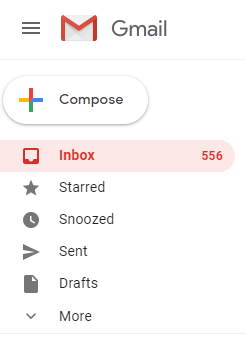 Gmail
Compose
Inbox 556
Starred
Snoozed
Sent
Drafts
More